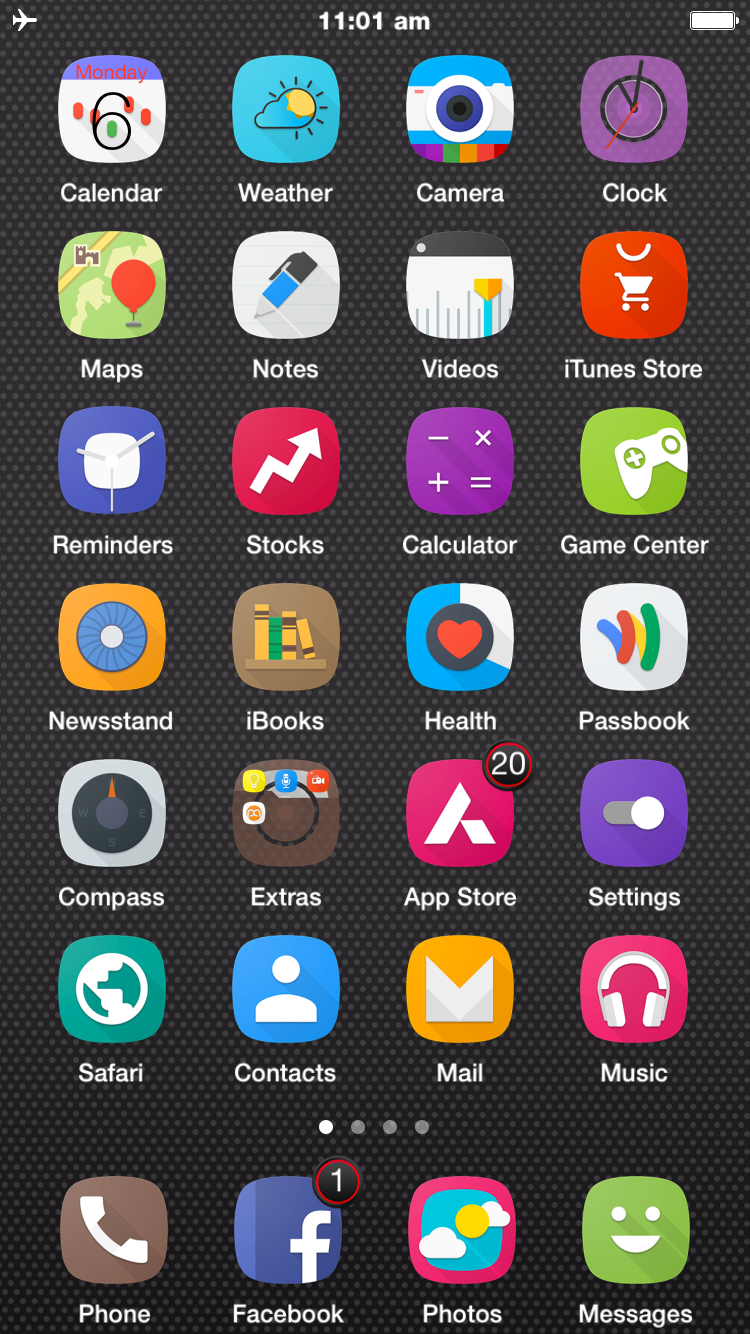 11:01 am
Monday
6
Calendar Weather Camera Clock
Maps Notes Videos iTunes Store
− ×
+ =
Reminders Stocks Calculator Game Center
Newsstand iBooks Health Passbook
20
W E
S
Compass Extras App Store Settings
Safari Contacts Mail Music
1
f
Phone Facebook Photos Messages